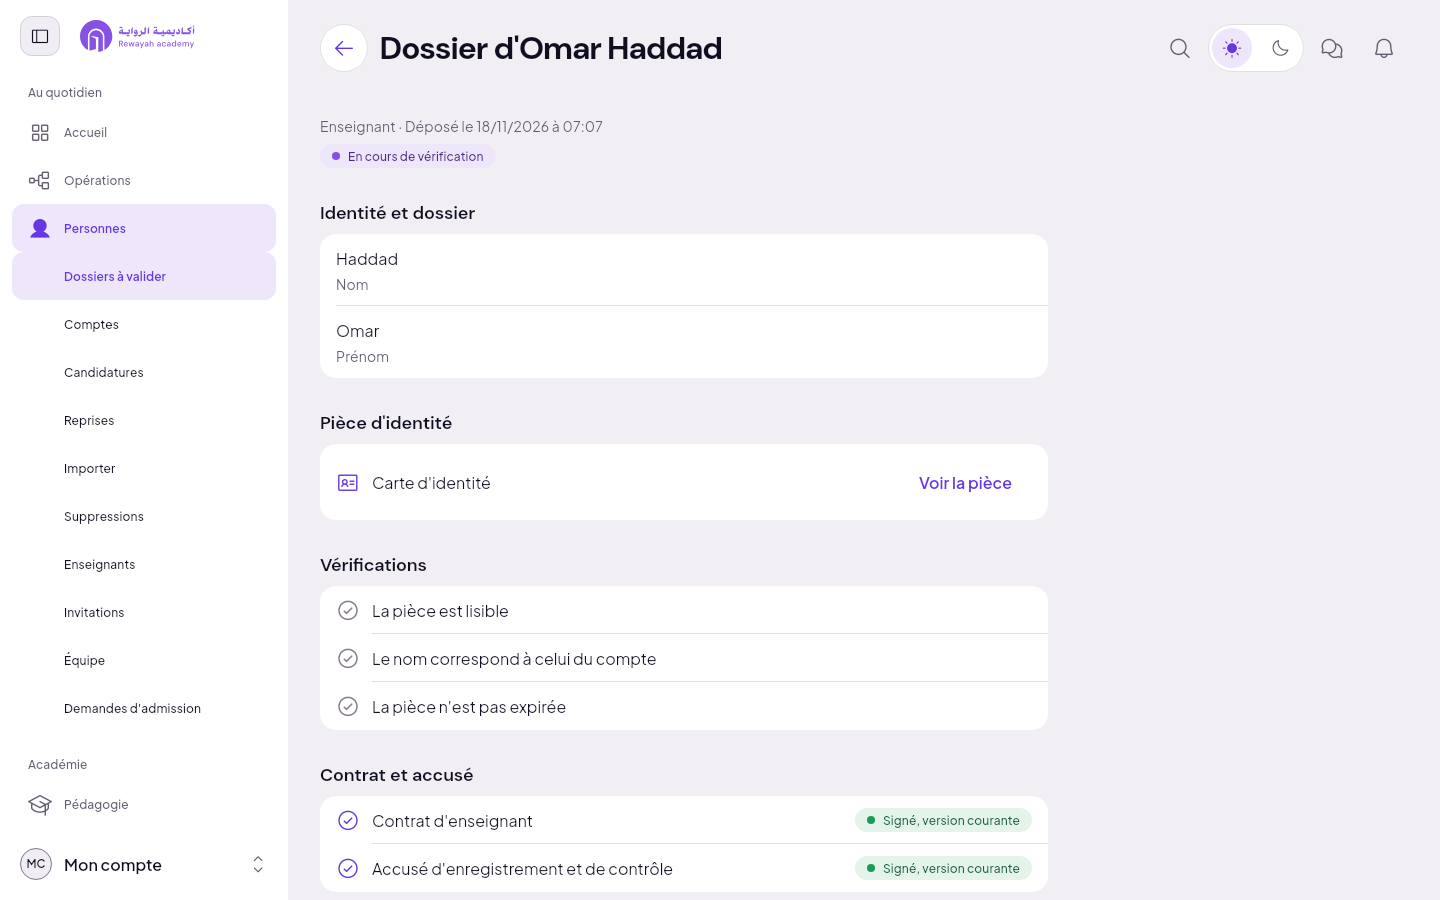 أكاديمية الرواية
Rewayah academy
Au quotidien
Accueil
Opérations
Personnes
Dossiers à valider
Comptes
Candidatures
Reprises
Importer
Suppressions
Enseignants
Invitations
Équipe
Demandes d'admission
Académie
Pédagogie
MC Mon compte
Dossier d'Omar Haddad
Enseignant · Déposé le 18/11/2026 à 07:07
En cours de vérification
Identité et dossier
Haddad
Nom
Omar
Prénom
Pièce d'identité
Carte d'identité Voir la pièce
Vérifications
La pièce est lisible
Le nom correspond à celui du compte
La pièce n'est pas expirée
Contrat et accusé
Contrat d'enseignant Signé, version courante
Accusé d'enregistrement et de contrôle Signé, version courante